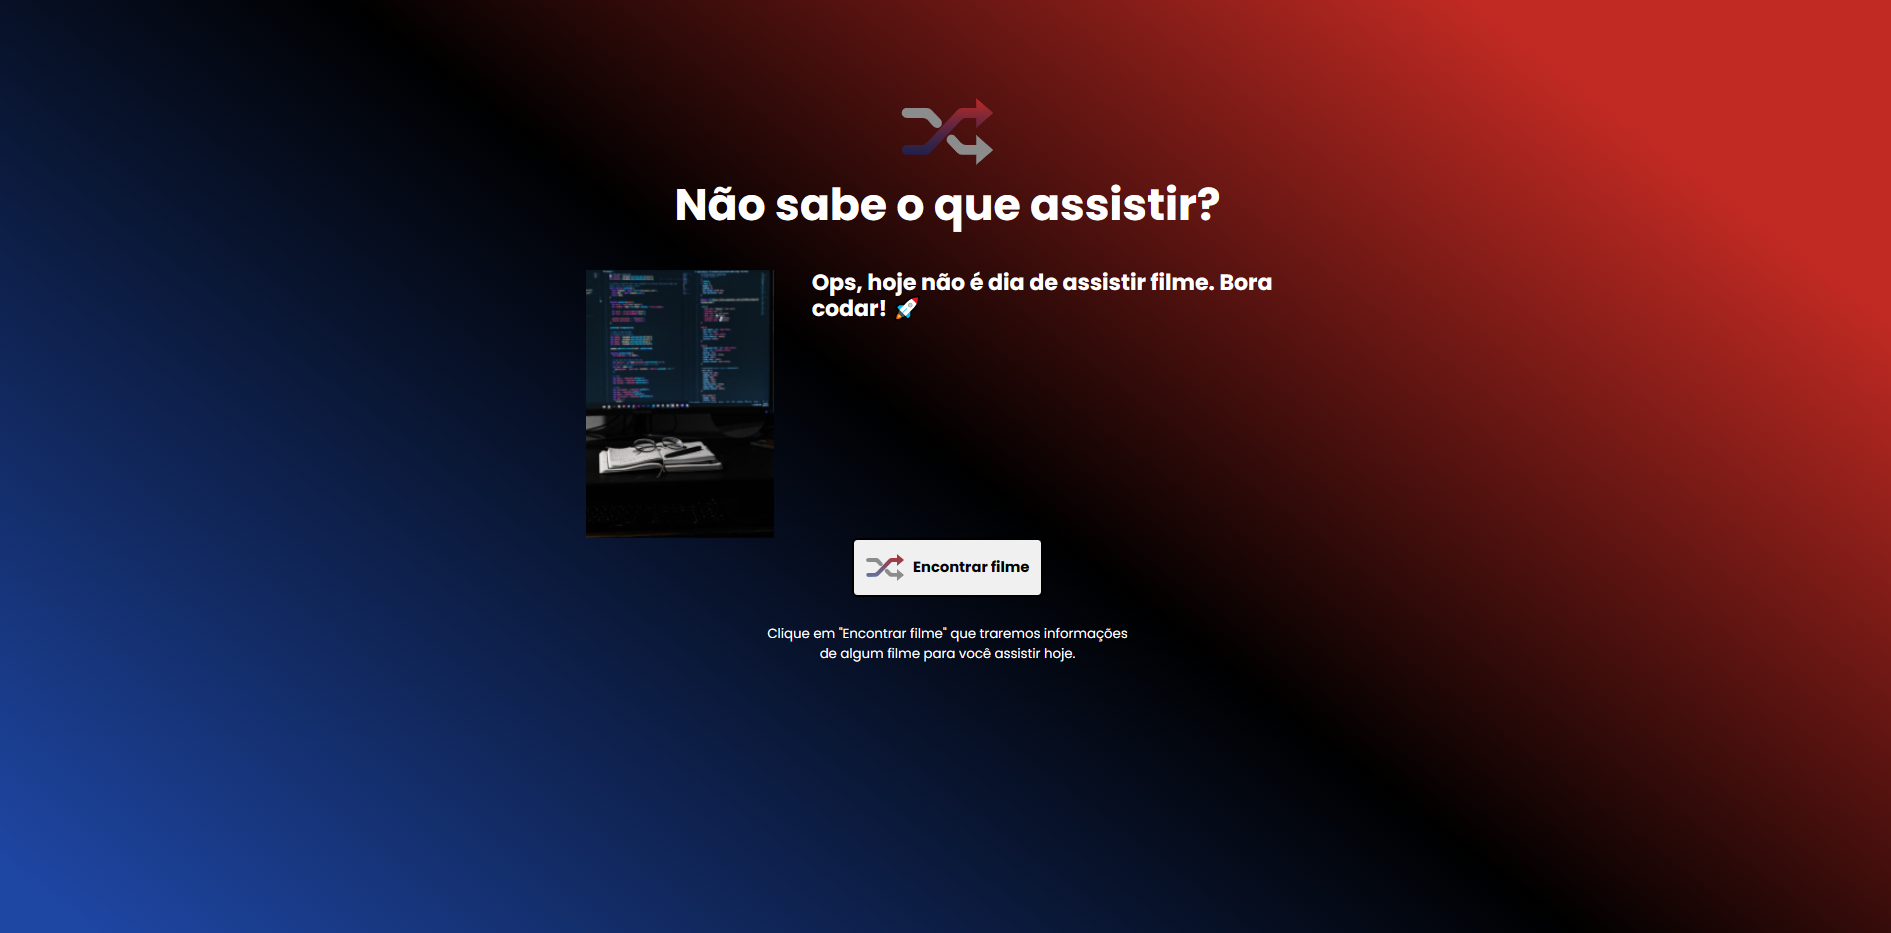 Não sabe o que assistir?
Ops, hoje não é dia de assistir filme. Bora
codar! 🚀
Encontrar filme
Clique em "Encontrar filme" que traremos informações
de algum filme para você assistir hoje.